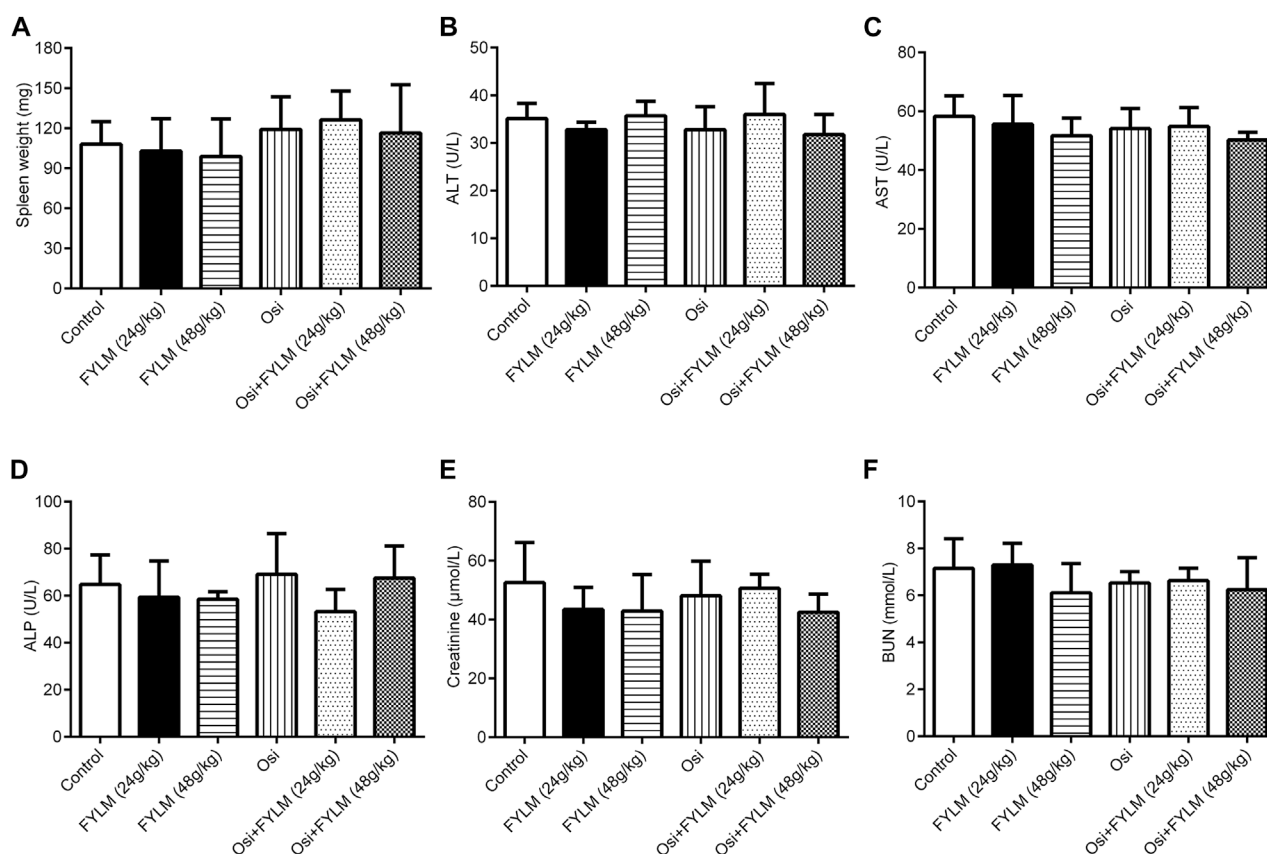 A
Spleen weight (mg)
180
150
120
90
60
30
0
Control
FYLM (24g/kg)
FYLM (48g/kg)
Osi
Osi+FYLM (24g/kg)
Osi+FYLM (48g/kg)
B
ALT (U/L)
50
40
30
20
10
0
Control
FYLM (24g/kg)
FYLM (48g/kg)
Osi
Osi+FYLM (24g/kg)
Osi+FYLM (48g/kg)
C
AST (U/L)
80
60
40
20
0
Control
FYLM (24g/kg)
FYLM (48g/kg)
Osi
Osi+FYLM (24g/kg)
Osi+FYLM (48g/kg)
D
ALP (U/L)
100
80
60
40
20
0
Control
FYLM (24g/kg)
FYLM (48g/kg)
Osi
Osi+FYLM (24g/kg)
Osi+FYLM (48g/kg)
E
Creatinine (μmol/L)
80
60
40
20
0
Control
FYLM (24g/kg)
FYLM (48g/kg)
Osi
Osi+FYLM (24g/kg)
Osi+FYLM (48g/kg)
F
BUN (mmol/L)
10
8
6
4
2
0
Control
FYLM (24g/kg)
FYLM (48g/kg)
Osi
Osi+FYLM (24g/kg)
Osi+FYLM (48g/kg)